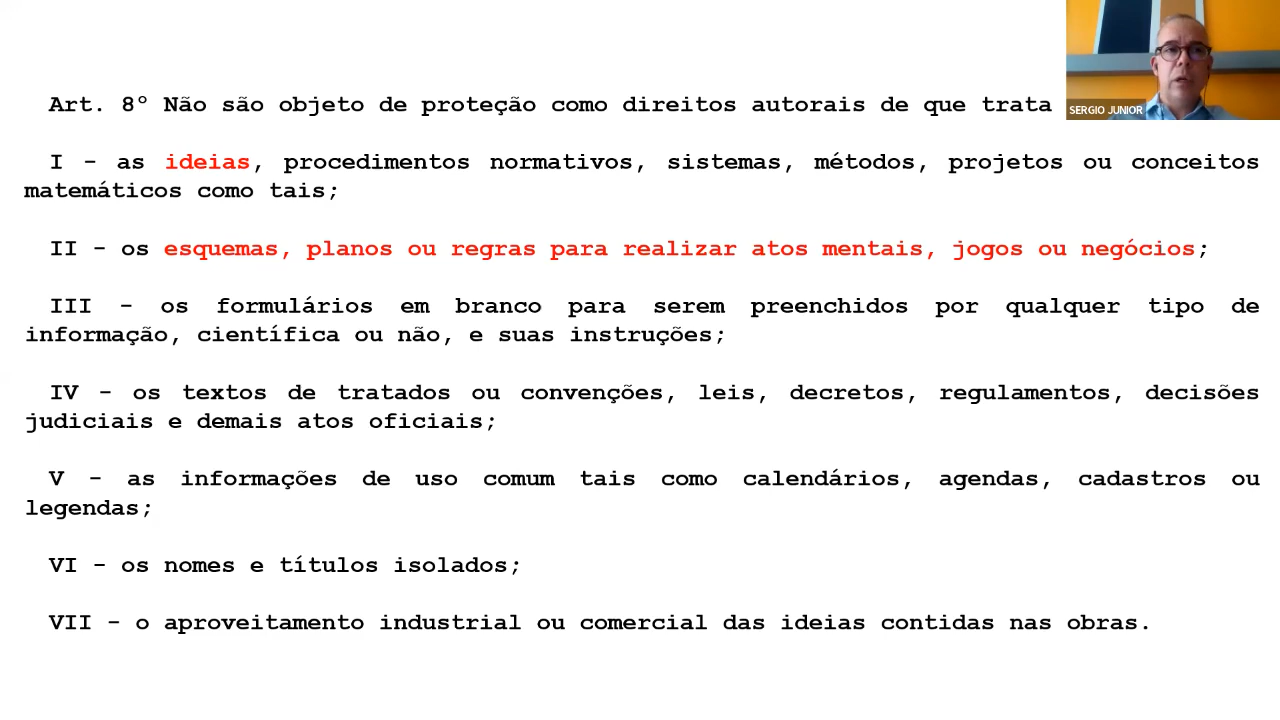 SERGIO JUNIOR
Art. 8º Não são objeto de proteção como direitos autorais de que trata
I - as ideias, procedimentos normativos, sistemas, métodos, projetos ou conceitos
matemáticos como tais;
II - os esquemas, planos ou regras para realizar atos mentais, jogos ou negócios;
III - os formulários em branco para serem preenchidos por qualquer tipo de
informação, científica ou não, e suas instruções;
IV - os textos de tratados ou convenções, leis, decretos, regulamentos, decisões
judiciais e demais atos oficiais;
V - as informações de uso comum tais como calendários, agendas, cadastros ou
legendas;
VI - os nomes e títulos isolados;
VII - o aproveitamento industrial ou comercial das ideias contidas nas obras.